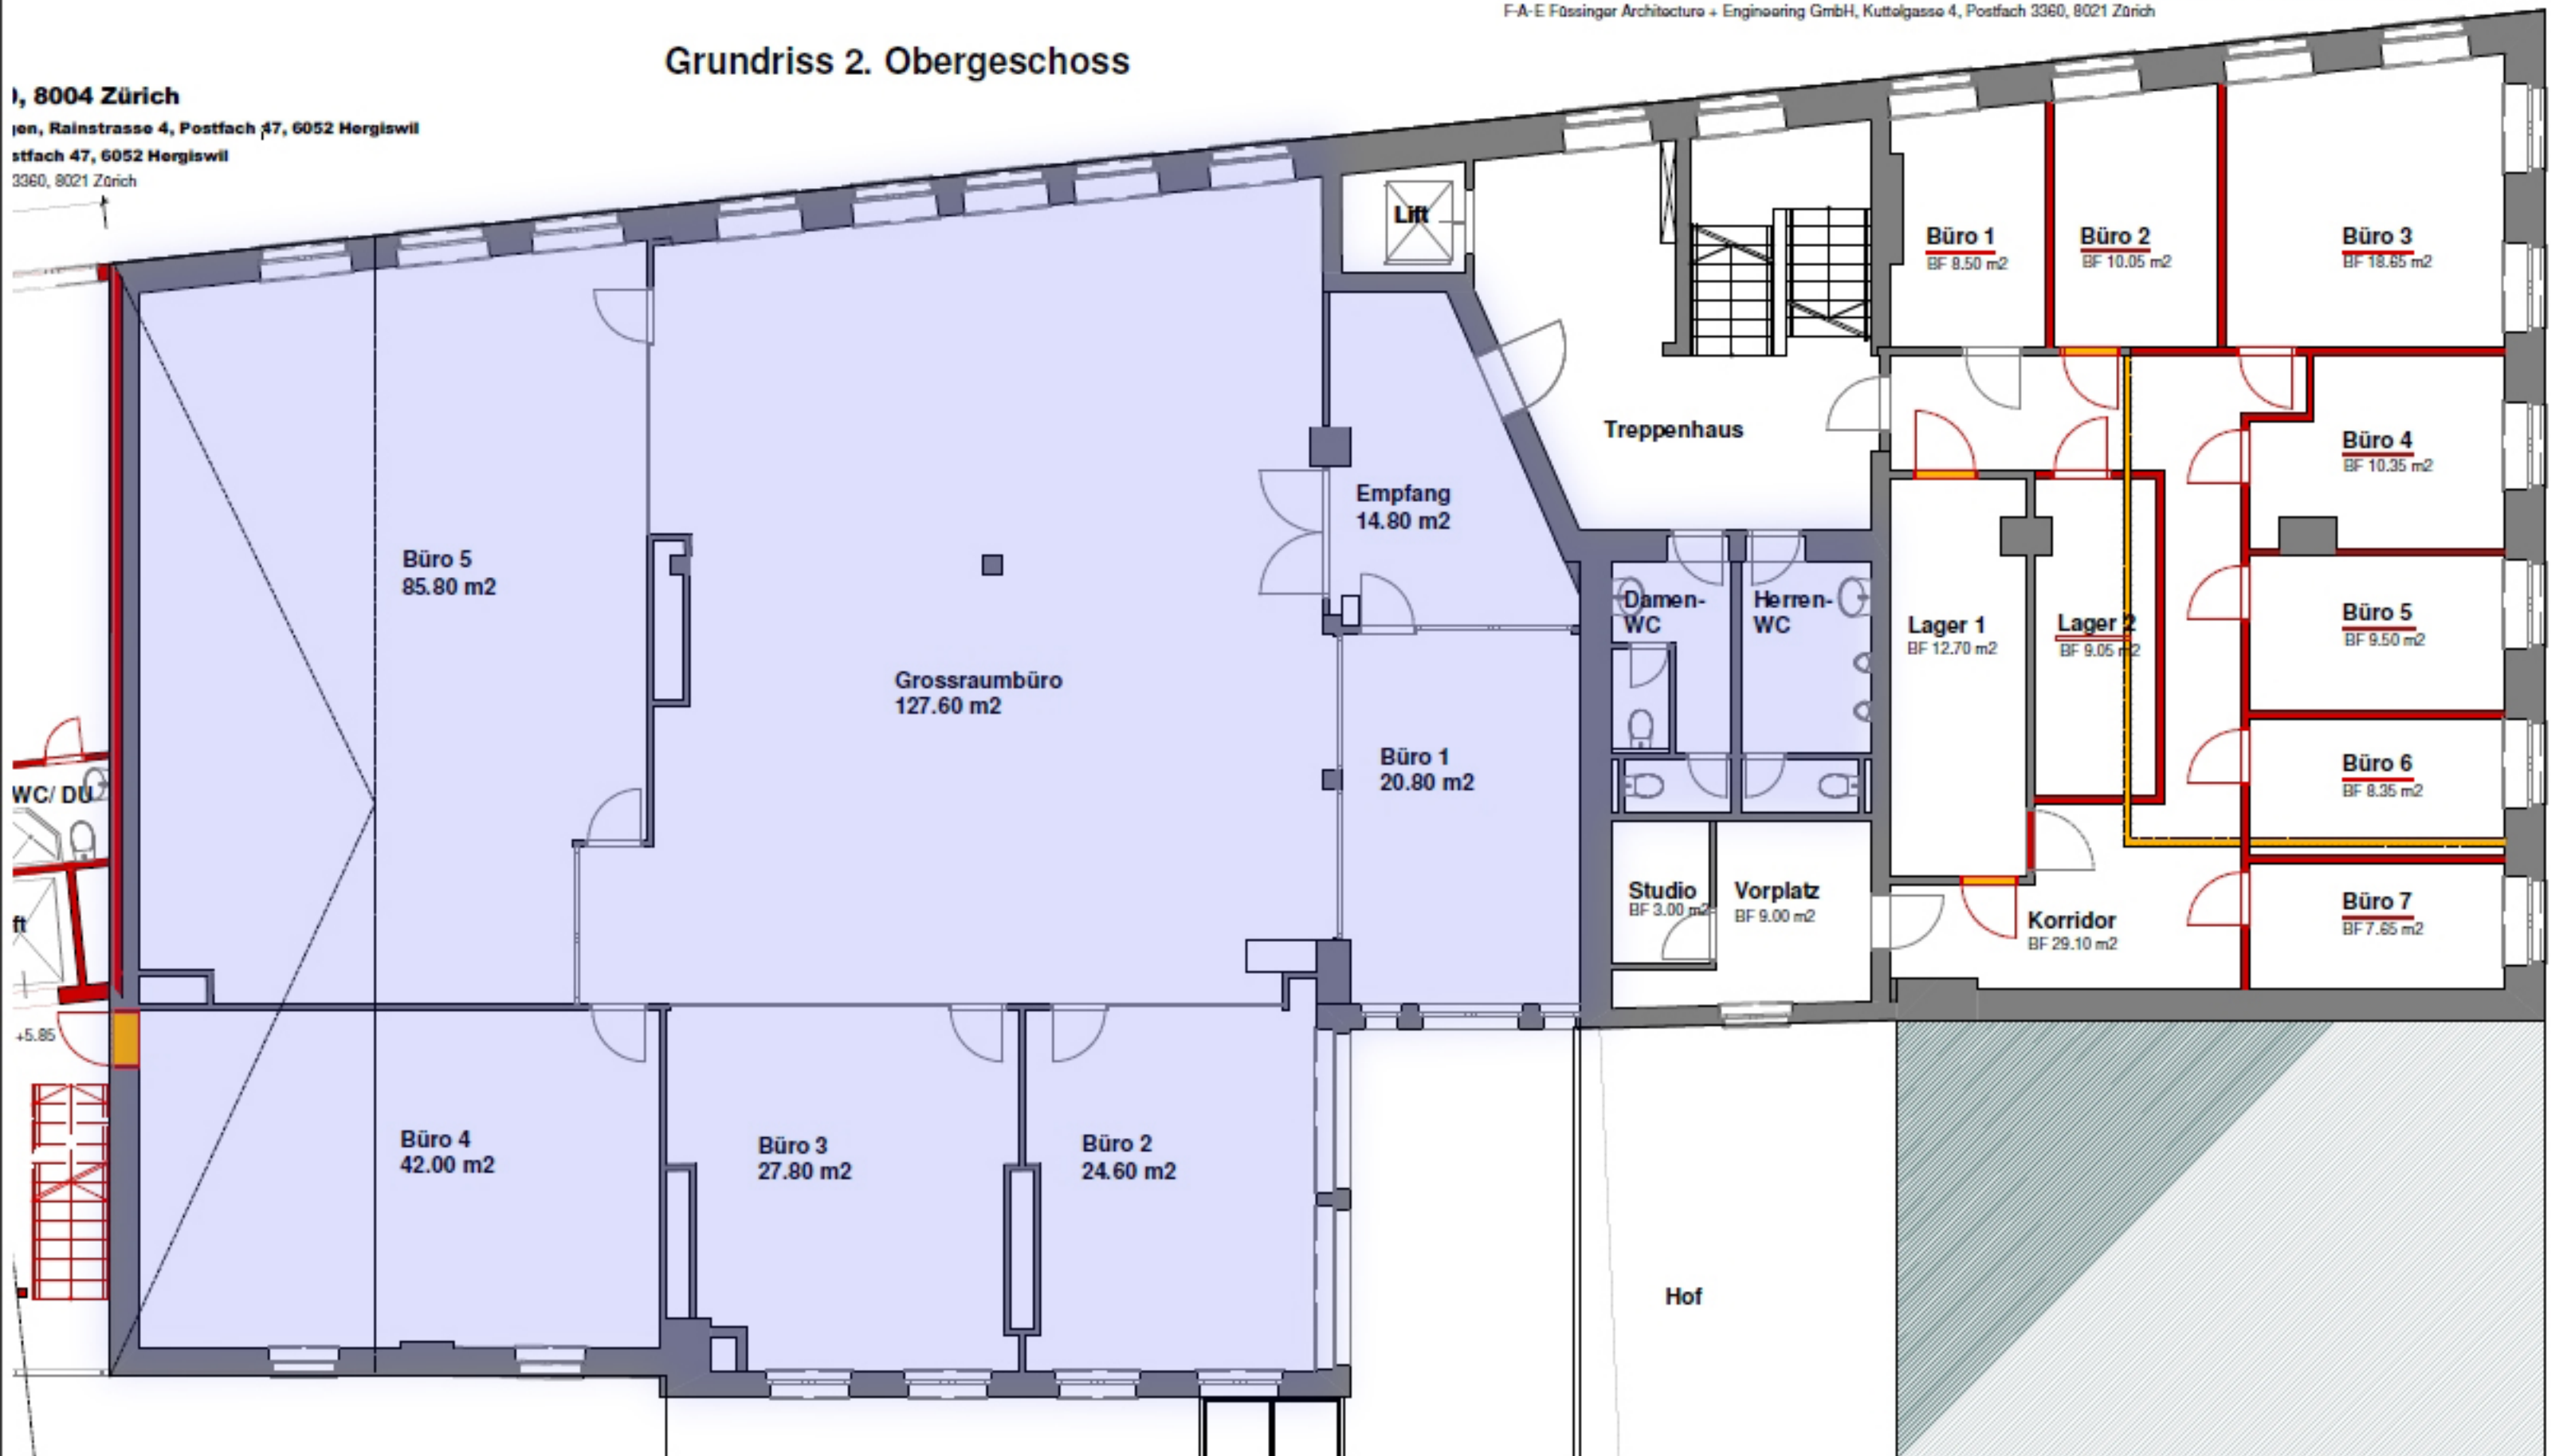 F-A-E Füssinger Architecture + Engineering GmbH, Kuttelgasse 4, Postfach 3360, 8021 Zürich
Grundriss 2. Obergeschoss
, 8004 Zürich
gen, Rainstrasse 4, Postfach 47, 6052 Hergiswil
stfach 47, 6052 Hergiswil
3360, 8021 Zürich
Lift
Büro 1
BF 8.50 m2
Büro 2
BF 10.05 m2
Büro 3
BF 18.65 m2
Treppenhaus
Büro 4
BF 10.35 m2
Empfang
14.80 m2
Büro 5
85.80 m2
Damen-
WC
Herren-
WC
Lager 1
BF 12.70 m2
Lager 2
BF 9.05 m2
Büro 5
BF 9.50 m2
Grossraumbüro
127.60 m2
Büro 1
20.80 m2
Büro 6
BF 8.35 m2
WC/ DU
Studio
BF 3.00 m2
Vorplatz
BF 9.00 m2
Büro 7
BF 7.65 m2
ft
Korridor
BF 29.10 m2
+5.85
Büro 4
42.00 m2
Büro 3
27.80 m2
Büro 2
24.60 m2
Hof